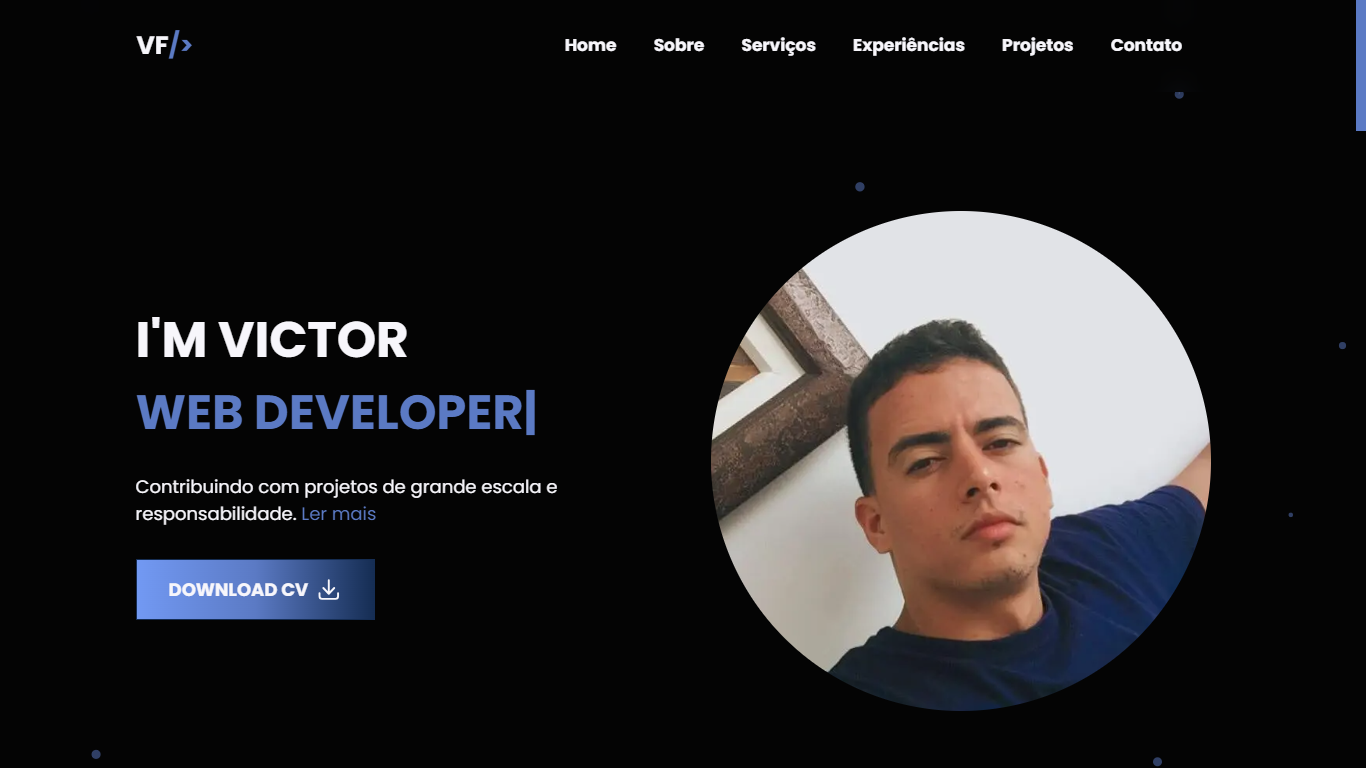 VF/>
Home Sobre Serviços Experiências Projetos Contato
I'M VICTOR
WEB DEVELOPER|
Contribuindo com projetos de grande escala e
responsabilidade. Ler mais
DOWNLOAD CV